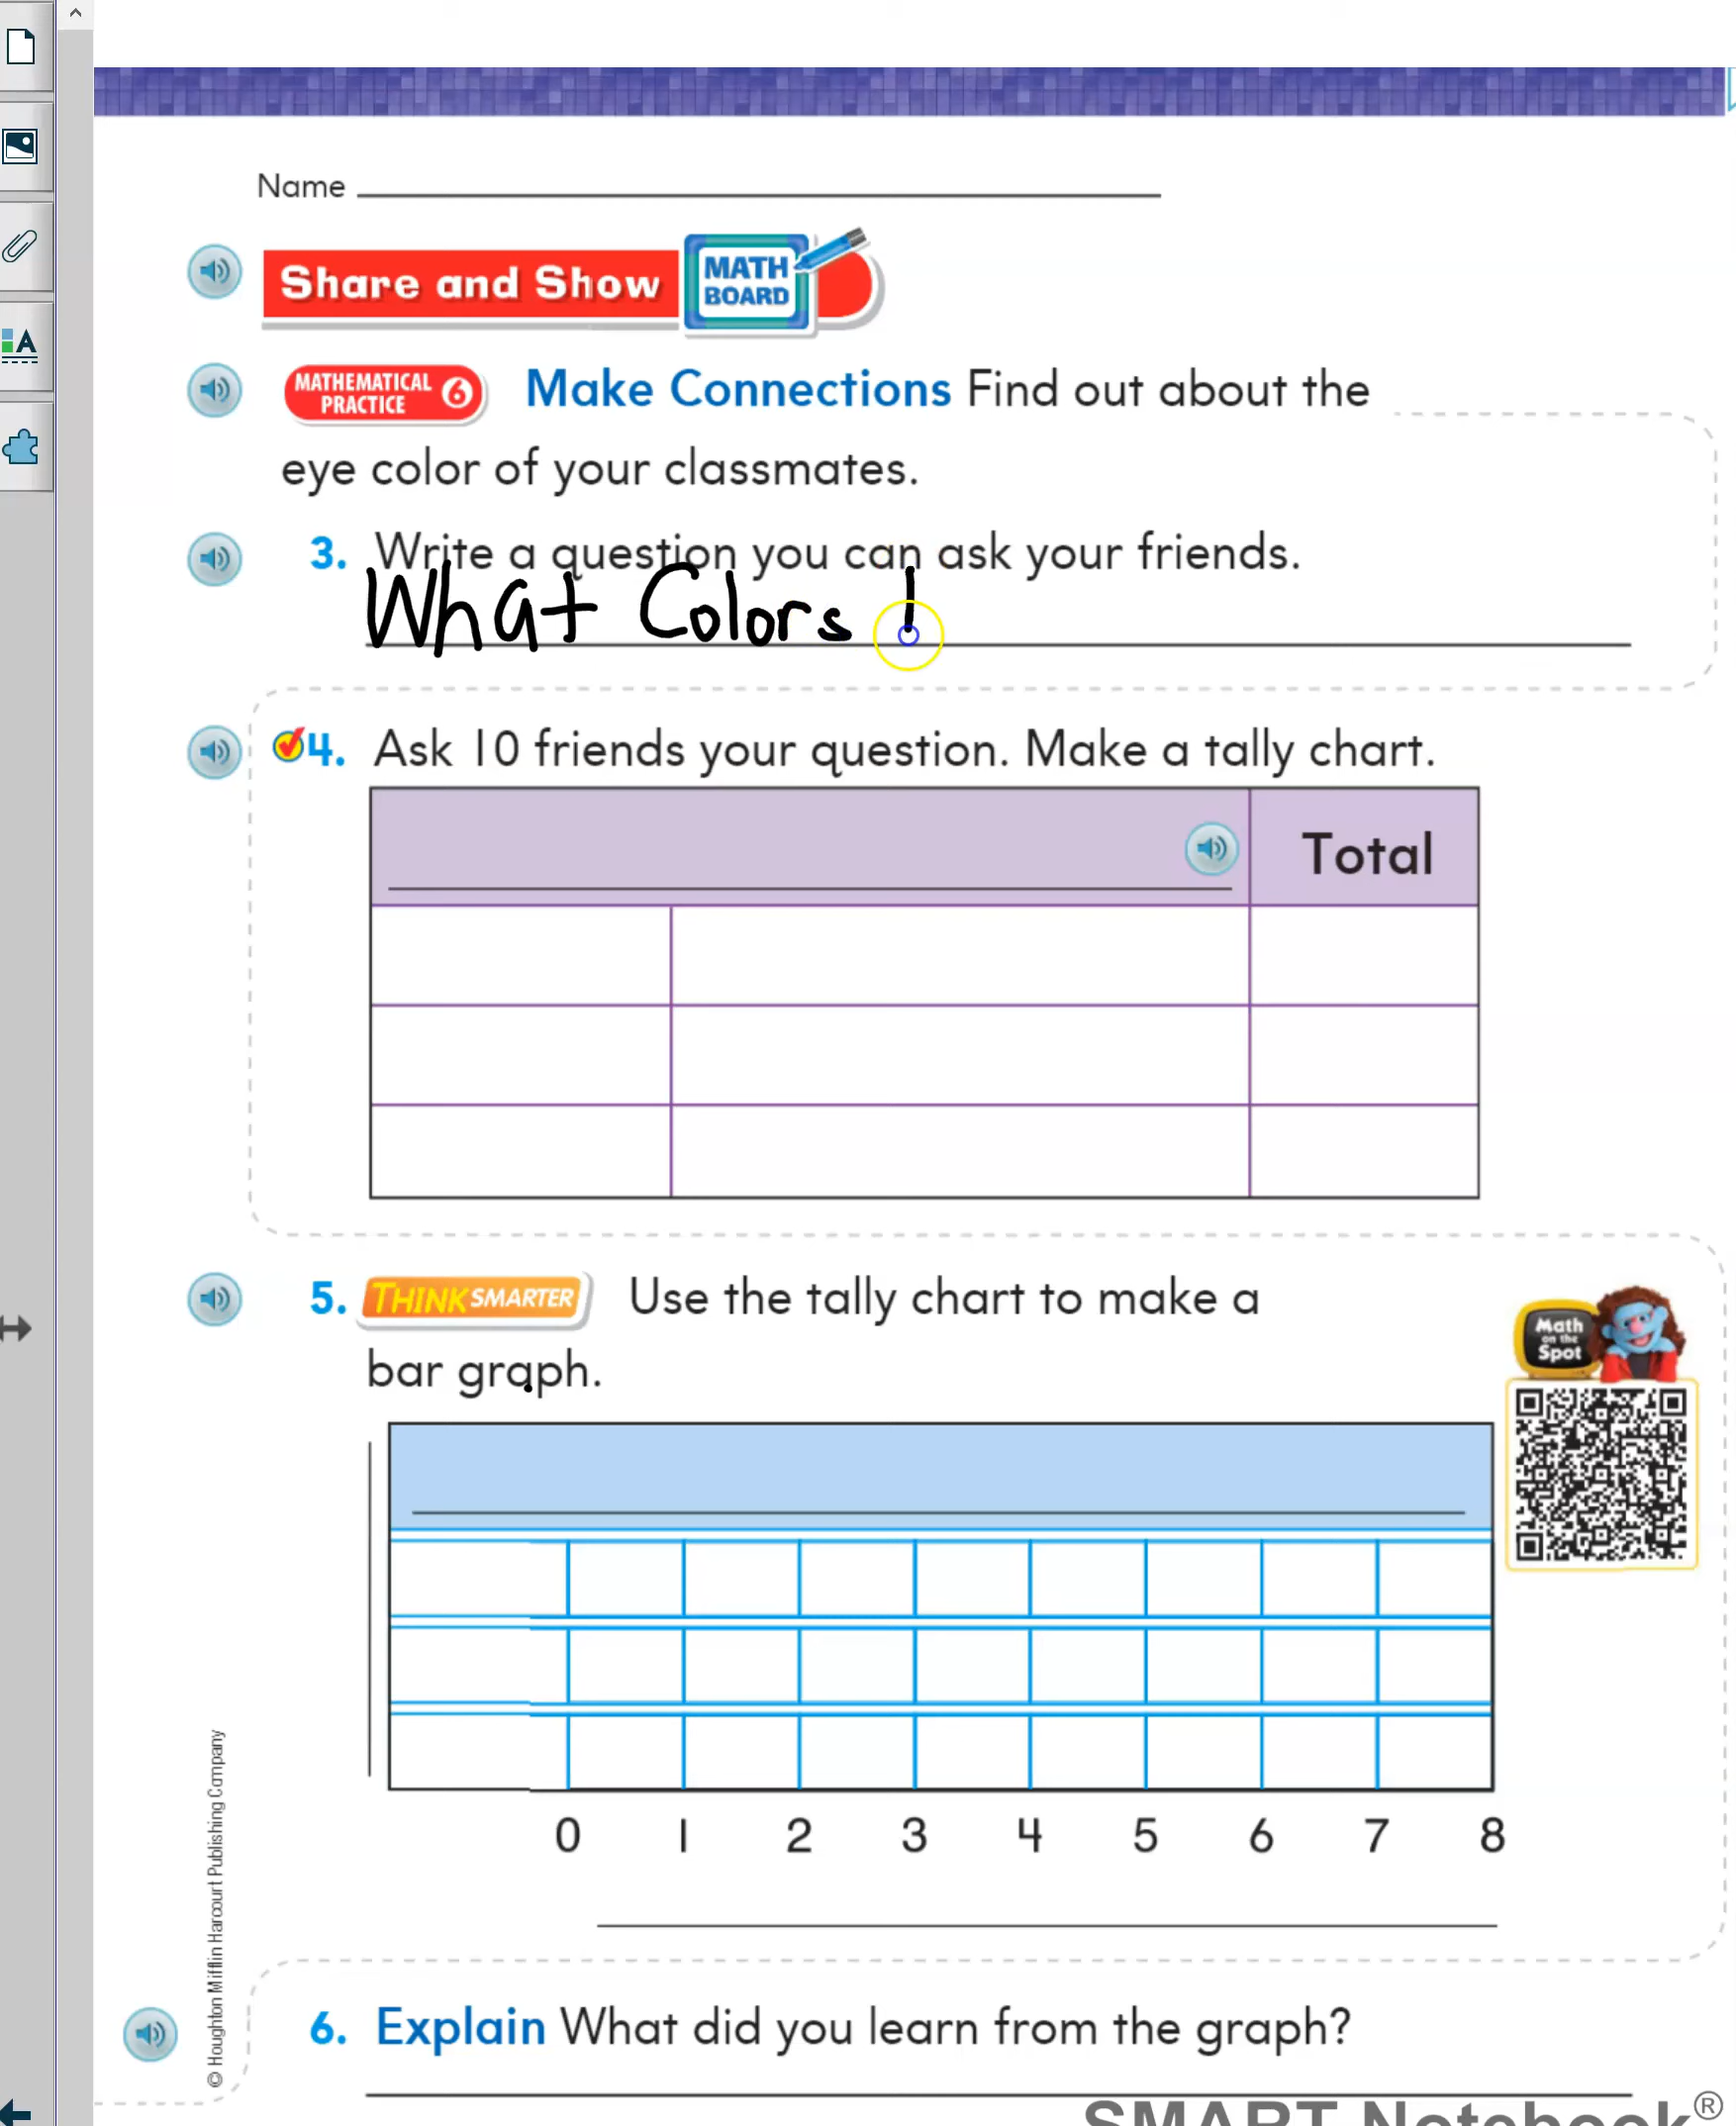 Name
Share and Show MATH BOARD
MATHEMATICAL PRACTICE 6 Make Connections Find out about the
eye color of your classmates.
3. Write a question you can ask your friends.
What Colors
4. Ask 10 friends your question. Make a tally chart.
Total
5. THINK SMARTER Use the tally chart to make a
bar graph.
Math on the Spot
0 1 2 3 4 5 6 7 8
© Houghton Mifflin Harcourt Publishing Company
6. Explain What did you learn from the graph?
SMART Notebook®